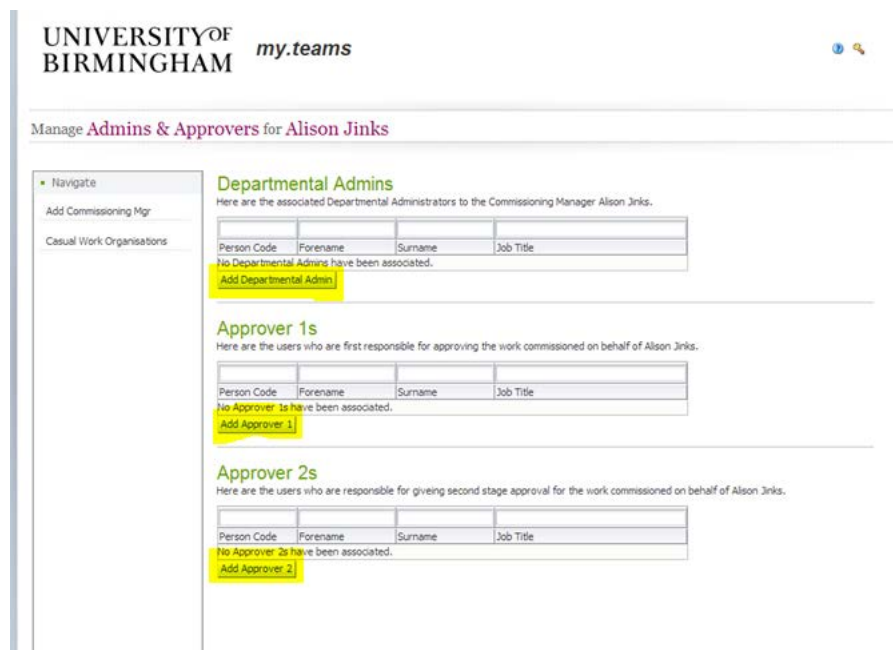 UNIVERSITY OF
BIRMINGHAM
my.teams
Manage Admins & Approvers for Alison Jinks
Navigate
Add Commissioning Mgr
Casual Work Organisations
Departmental Admins
Here are the associated Departmental Administrators to the Commissioning Manager Alison Jinks.
Person Code Forename Surname Job Title
No Departmental Admins have been associated.
Add Departmental Admin
Approver 1s
Here are the users who are first responsible for approving the work commissioned on behalf of Alison Jinks.
Person Code Forename Surname Job Title
No Approver 1s have been associated.
Add Approver 1
Approver 2s
Here are the users who are responsible for giveing second stage approval for the work commissioned on behalf of Alison Jinks.
Person Code Forename Surname Job Title
No Approver 2s have been associated.
Add Approver 2